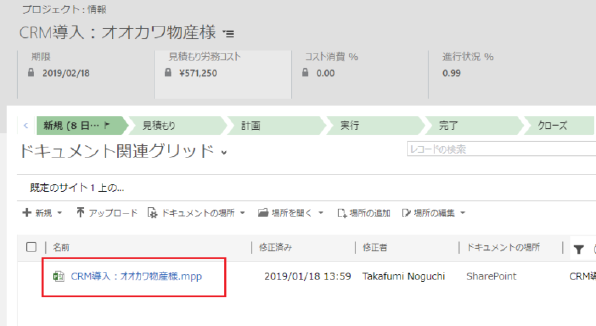 プロジェクト : 情報
CRM導入：オオカワ物産様
期限
2019/02/18
見積もり労務コスト
¥571,250
コスト消費 %
0.00
進行状況 %
0.99
新規 (8 日…
見積もり
計画
実行
完了
クローズ
ドキュメント関連グリッド
レコードの検索
既定のサイト 1 上の...
新規
アップロード
ドキュメントの場所
場所を開く
場所の追加
場所の編集
名前
修正済み
修正者
ドキュメントの場所
CRM導入：オオカワ物産様.mpp
2019/01/18 13:59
Takafumi Noguchi
SharePoint
CRM導